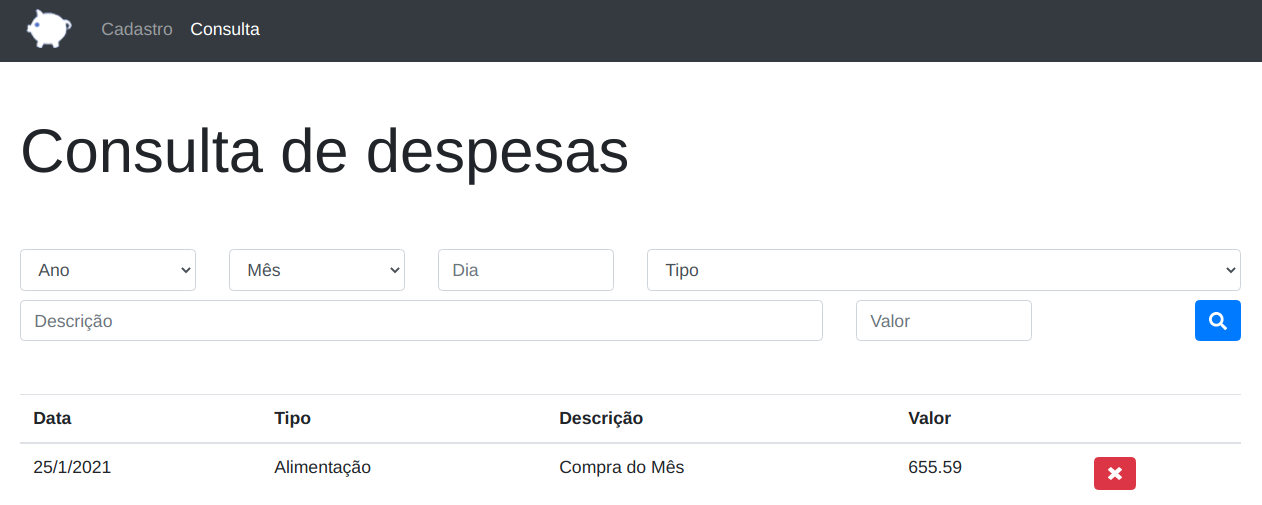 Cadastro Consulta
Consulta de despesas
Ano Mês Dia Tipo
Descrição Valor
Data Tipo Descrição Valor
25/1/2021 Alimentação Compra do Mês 655.59